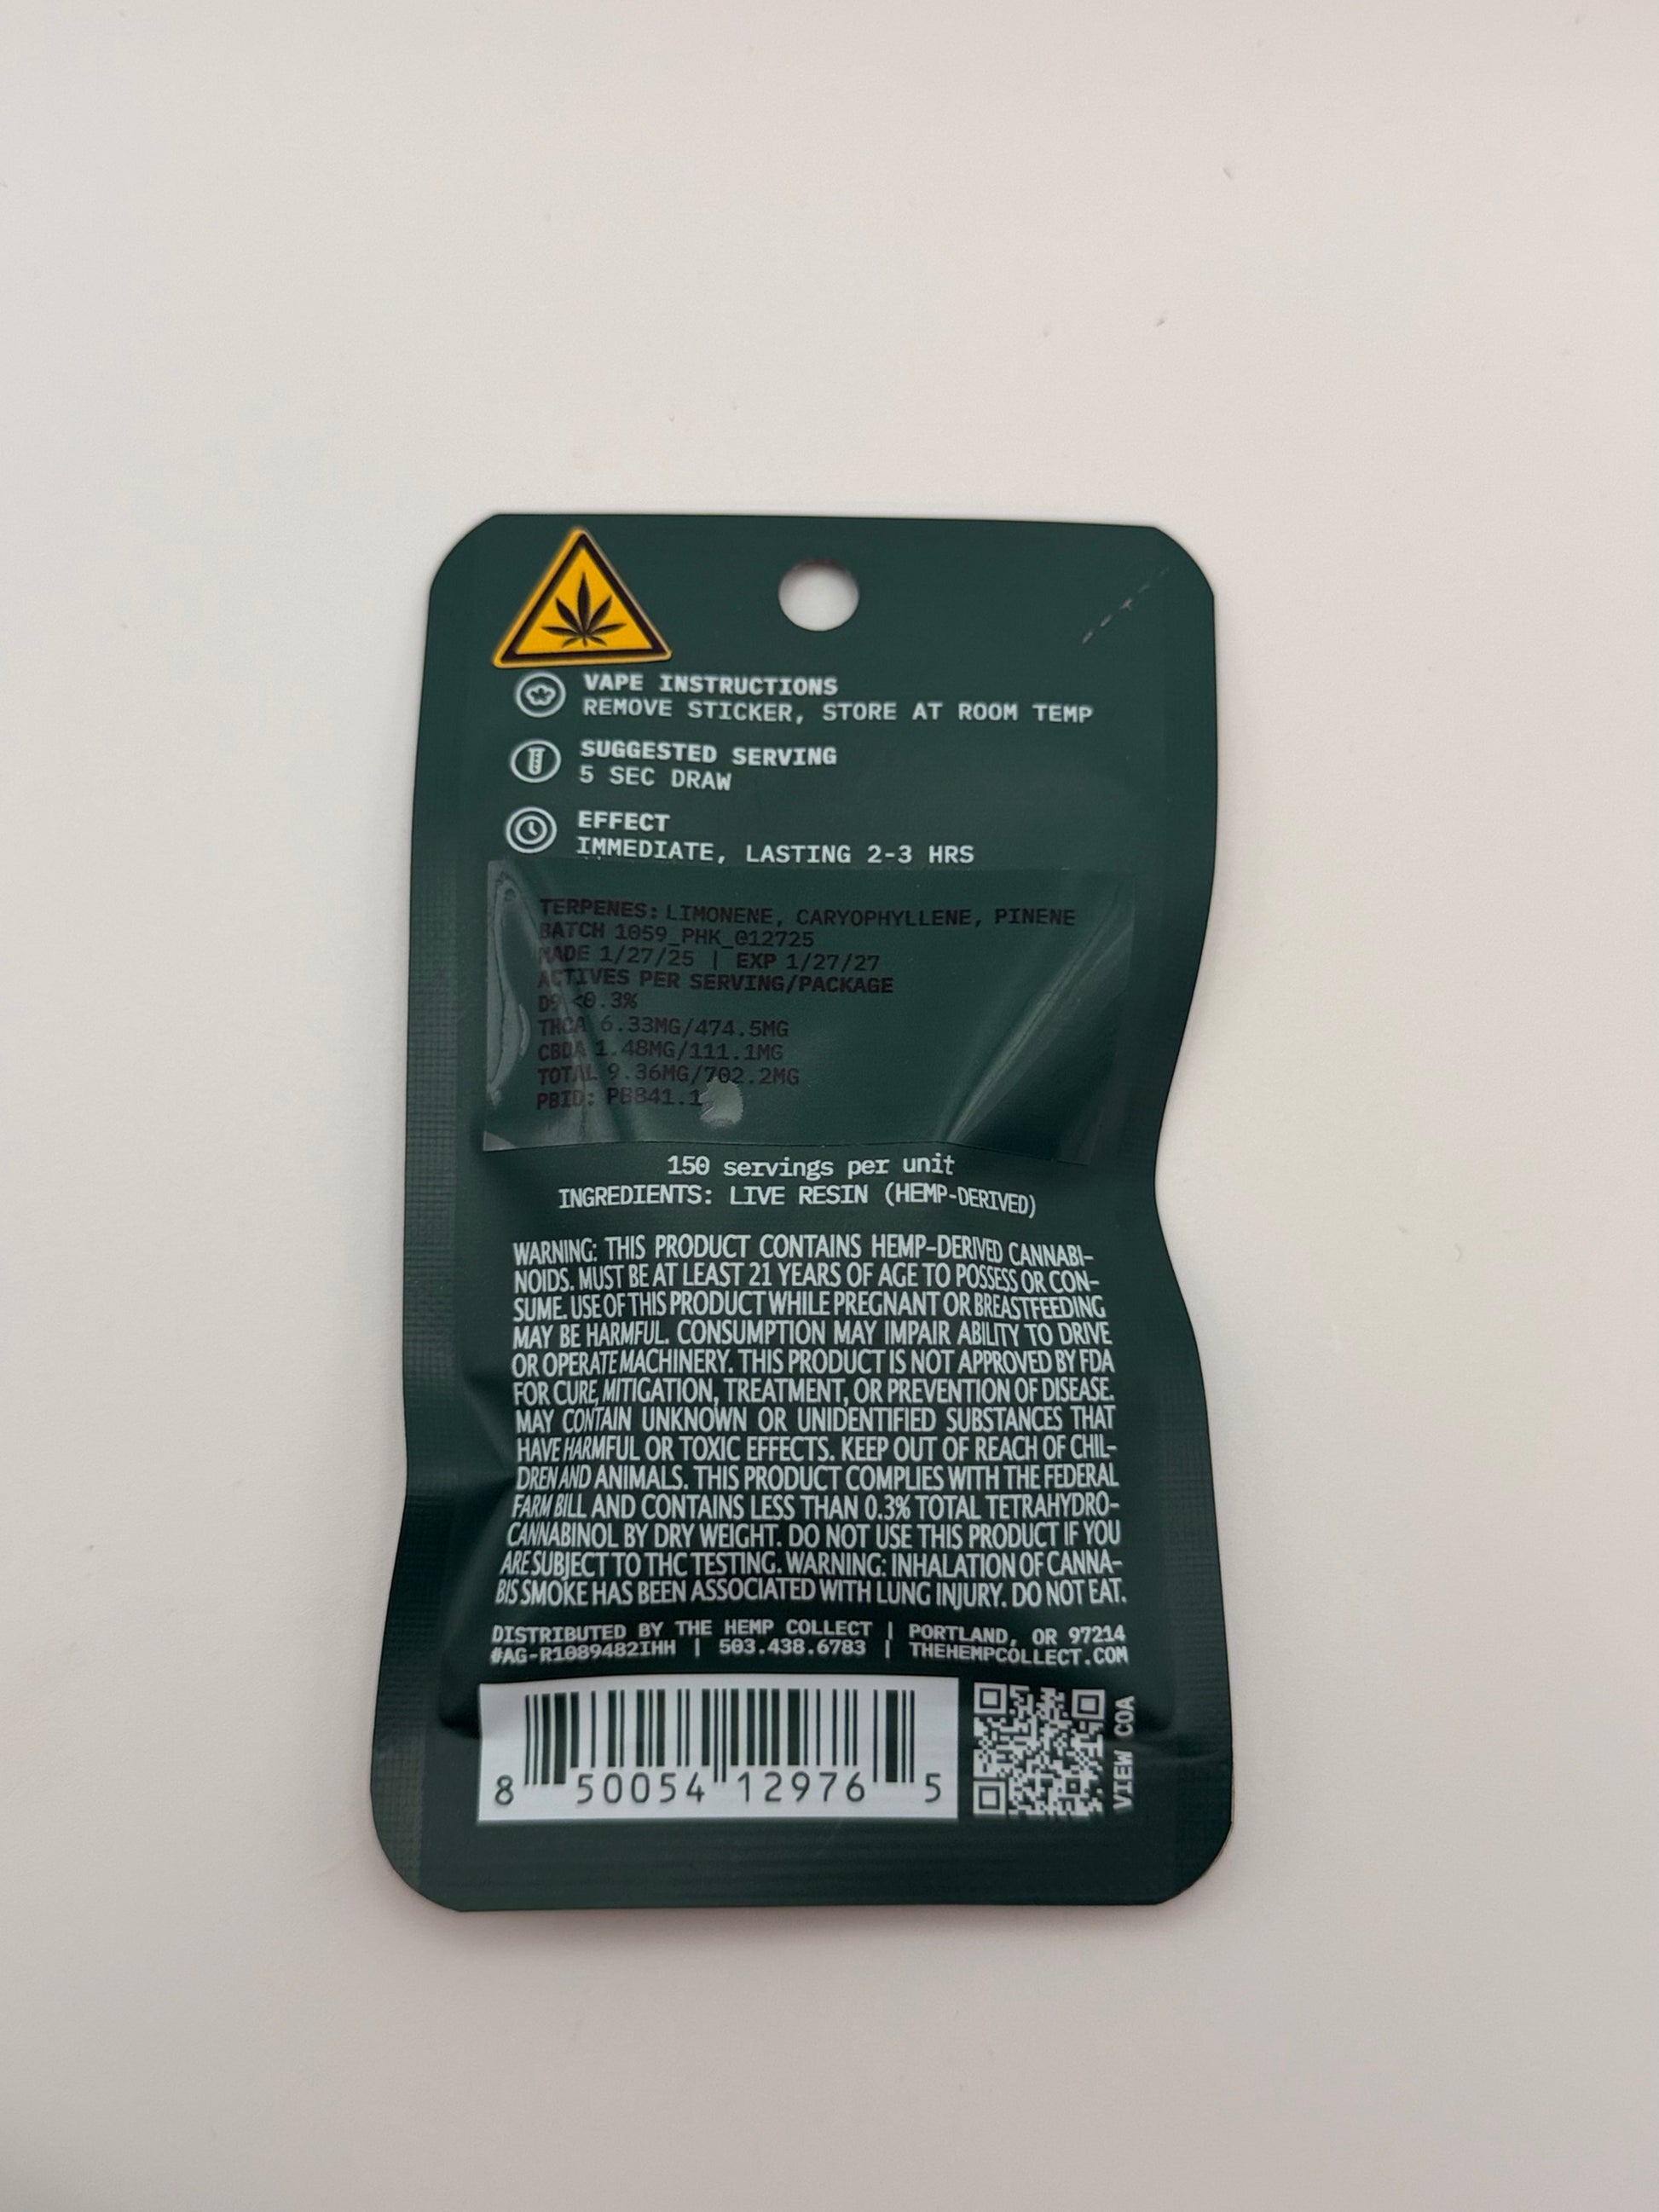 VAPE INSTRUCTIONS
REMOVE STICKER, STORE AT ROOM TEMP
SUGGESTED SERVING
5 SEC DRAW
EFFECT
IMMEDIATE, LASTING 2-3 HRS
TERPENES: LIMONENE, CARYOPHYLLENE, PINENE
BATCH 1059_PHK_012725
MADE 1/27/25 | EXP 1/27/27
ACTIVES PER SERVING/PACKAGE
D9 <0.3%
THCA 6.33MG/474.5MG
CBDA 1.48MG/111.1MG
TOTAL 9.36MG/702.2MG
PBID: PB841.1
150 servings per unit
INGREDIENTS: LIVE RESIN (HEMP-DERIVED)
WARNING: THIS PRODUCT CONTAINS HEMP-DERIVED CANNABI-
NOIDS. MUST BE AT LEAST 21 YEARS OF AGE TO POSSESS OR CON-
SUME. USE OF THIS PRODUCT WHILE PREGNANT OR BREASTFEEDING
MAY BE HARMFUL. CONSUMPTION MAY IMPAIR ABILITY TO DRIVE
OR OPERATE MACHINERY. THIS PRODUCT IS NOT APPROVED BY FDA
FOR CURE, MITIGATION, TREATMENT, OR PREVENTION OF DISEASE.
MAY CONTAIN UNKNOWN OR UNIDENTIFIED SUBSTANCES THAT
HAVE HARMFUL OR TOXIC EFFECTS. KEEP OUT OF REACH OF CHIL-
DREN AND ANIMALS. THIS PRODUCT COMPLIES WITH THE FEDERAL
FARM BILL AND CONTAINS LESS THAN 0.3% TOTAL TETRAHYDRO-
CANNABINOL BY DRY WEIGHT. DO NOT USE THIS PRODUCT IF YOU
ARE SUBJECT TO THC TESTING. WARNING: INHALATION OF CANNA-
BIS SMOKE HAS BEEN ASSOCIATED WITH LUNG INJURY. DO NOT EAT.
DISTRIBUTED BY THE HEMP COLLECT | PORTLAND, OR 97214
#AG-R1089482IHH | 503.438.6783 | THEHEMPCOLLECT.COM
8 50054 12976 5
VIEW COA